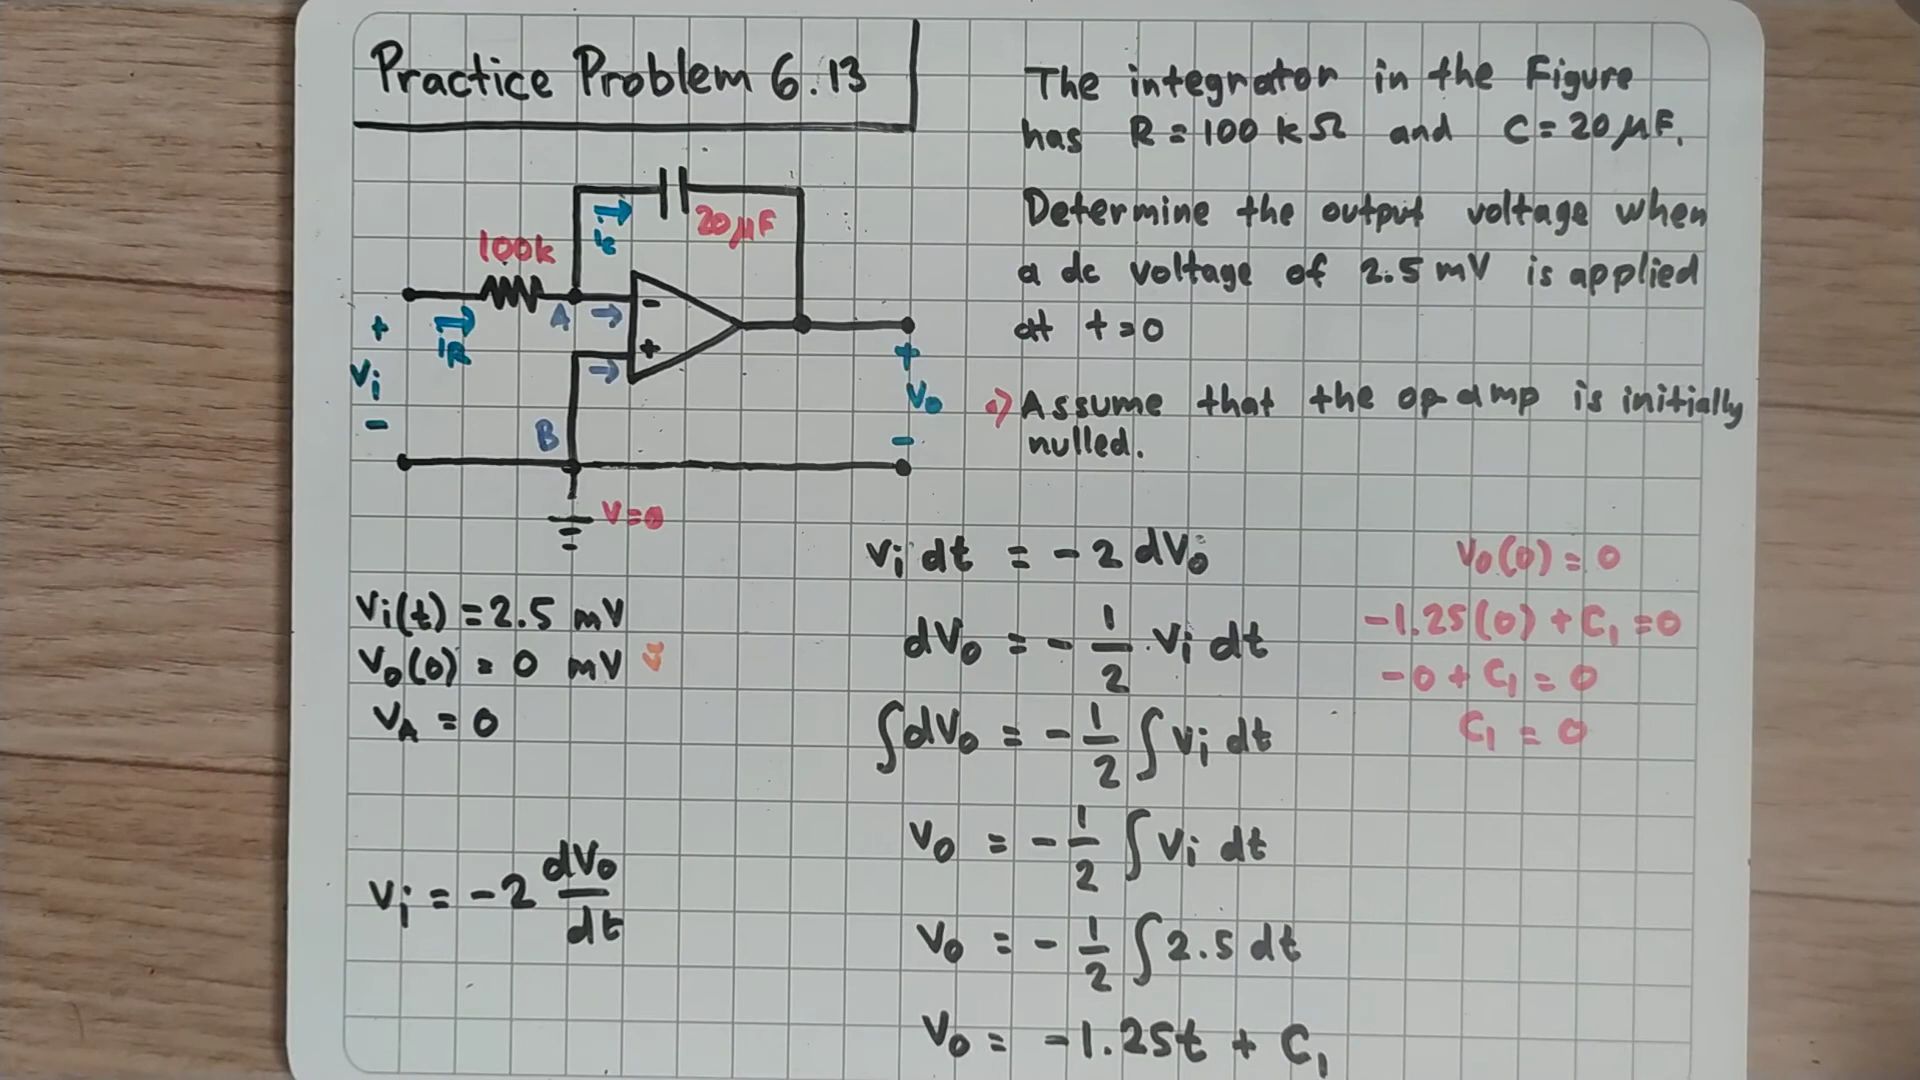 Practice Problem 6.13
The integrator in the Figure
has R = 100 kΩ and C = 20 μF.
Determine the output voltage when
a dc voltage of 2.5 mV is applied
at t = 0
Assume that the op amp is initially
nulled.
20 μF
ic
100k
A
-
+
iR
+
Vi
-
+
Vo
-
B
V=0
Vi(t) = 2.5 mV
Vo(0) = 0 mV
VA = 0
Vi = -2 dVo/dt
Vi dt = -2 dVo
dVo = - 1/2 · Vi dt
∫dVo = - 1/2 ∫ Vi dt
Vo = - 1/2 ∫ Vi dt
Vo = - 1/2 ∫ 2.5 dt
Vo = -1.25t + C₁
Vo(0) = 0
-1.25(0) + C₁ = 0
-0 + C₁ = 0
C₁ = 0